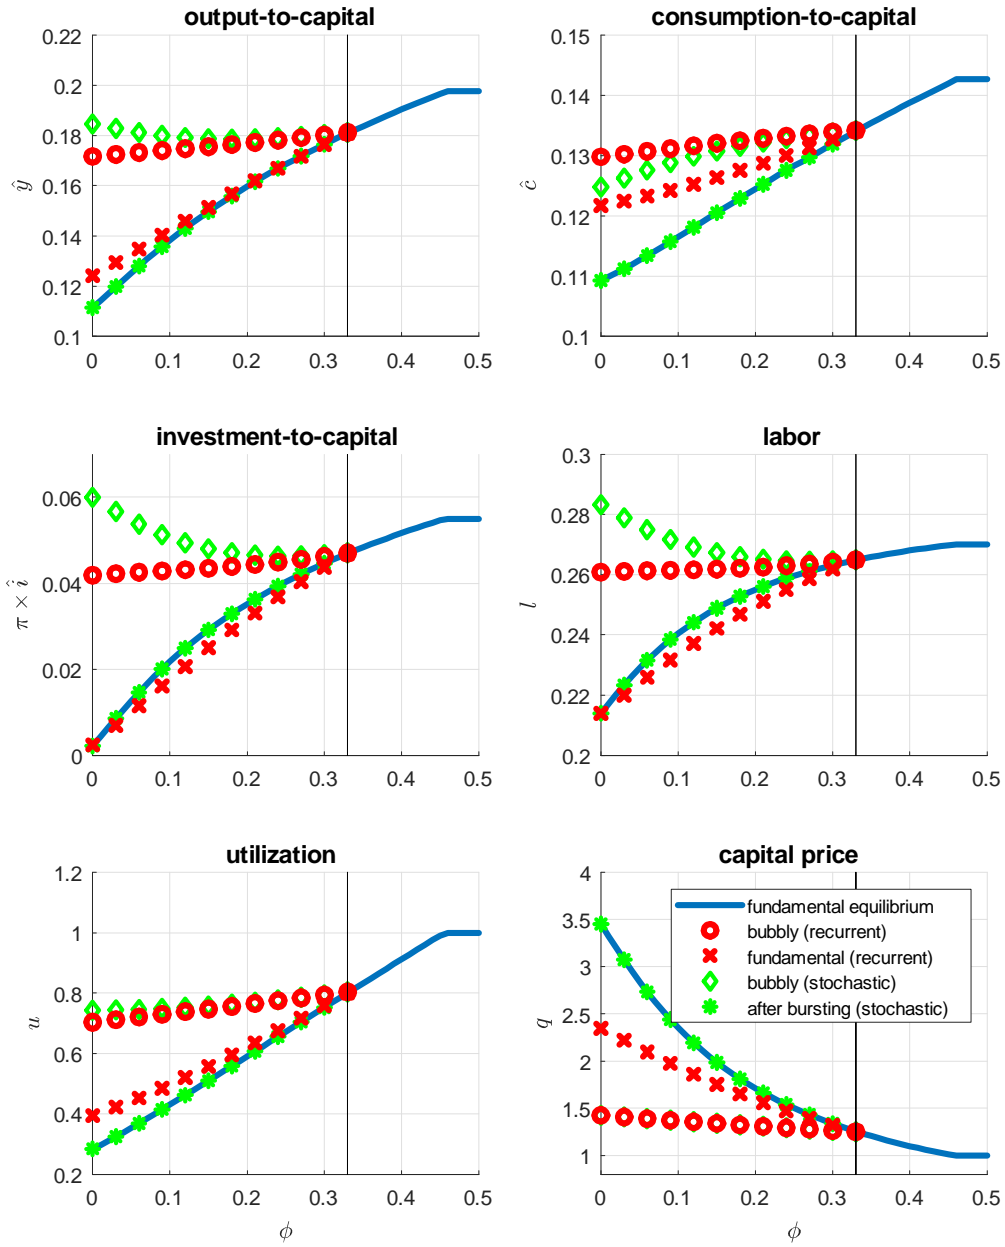 output-to-capital
0.22
0.2
0.18
0.16
0.14
0.12
0.1
ŷ
0 0.1 0.2 0.3 0.4 0.5
consumption-to-capital
0.15
0.14
0.13
0.12
0.11
0.1
ĉ
0 0.1 0.2 0.3 0.4 0.5
investment-to-capital
0.06
0.04
0.02
0
π × î
0 0.1 0.2 0.3 0.4 0.5
labor
0.3
0.28
0.26
0.24
0.22
0.2
l
0 0.1 0.2 0.3 0.4 0.5
utilization
1.2
1
0.8
0.6
0.4
0.2
u
0 0.1 0.2 0.3 0.4 0.5
ϕ
capital price
4
3.5
3
2.5
2
1.5
1
q
fundamental equilibrium
bubbly (recurrent)
fundamental (recurrent)
bubbly (stochastic)
after bursting (stochastic)
0 0.1 0.2 0.3 0.4 0.5
ϕ